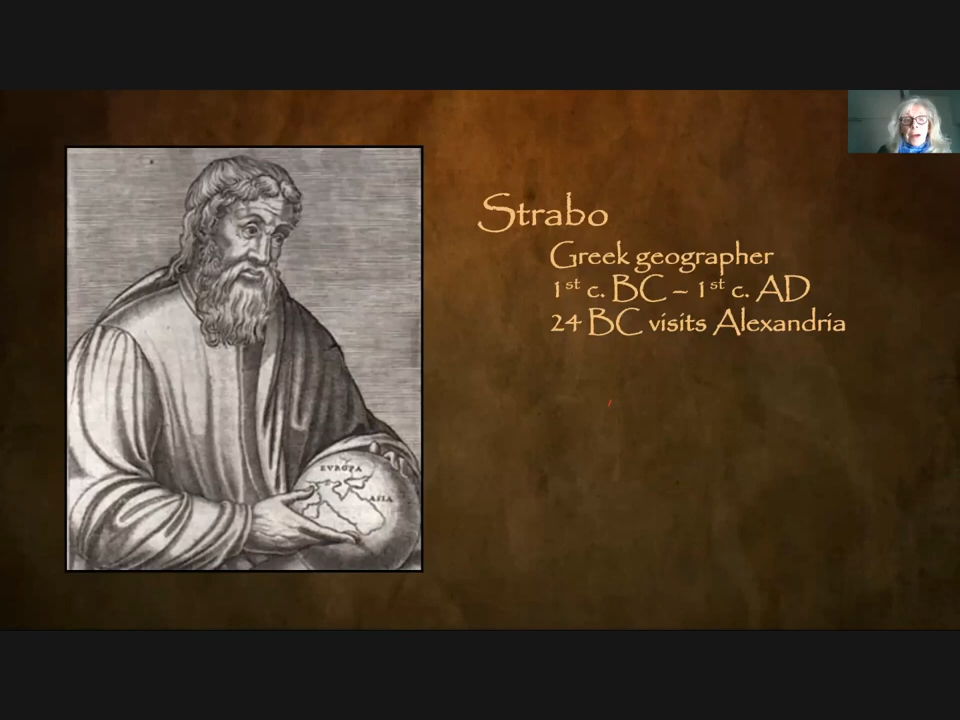 Strabo
Greek geographer
1st c. BC – 1st c. AD
24 BC visits Alexandria
EVROPA
ASIA